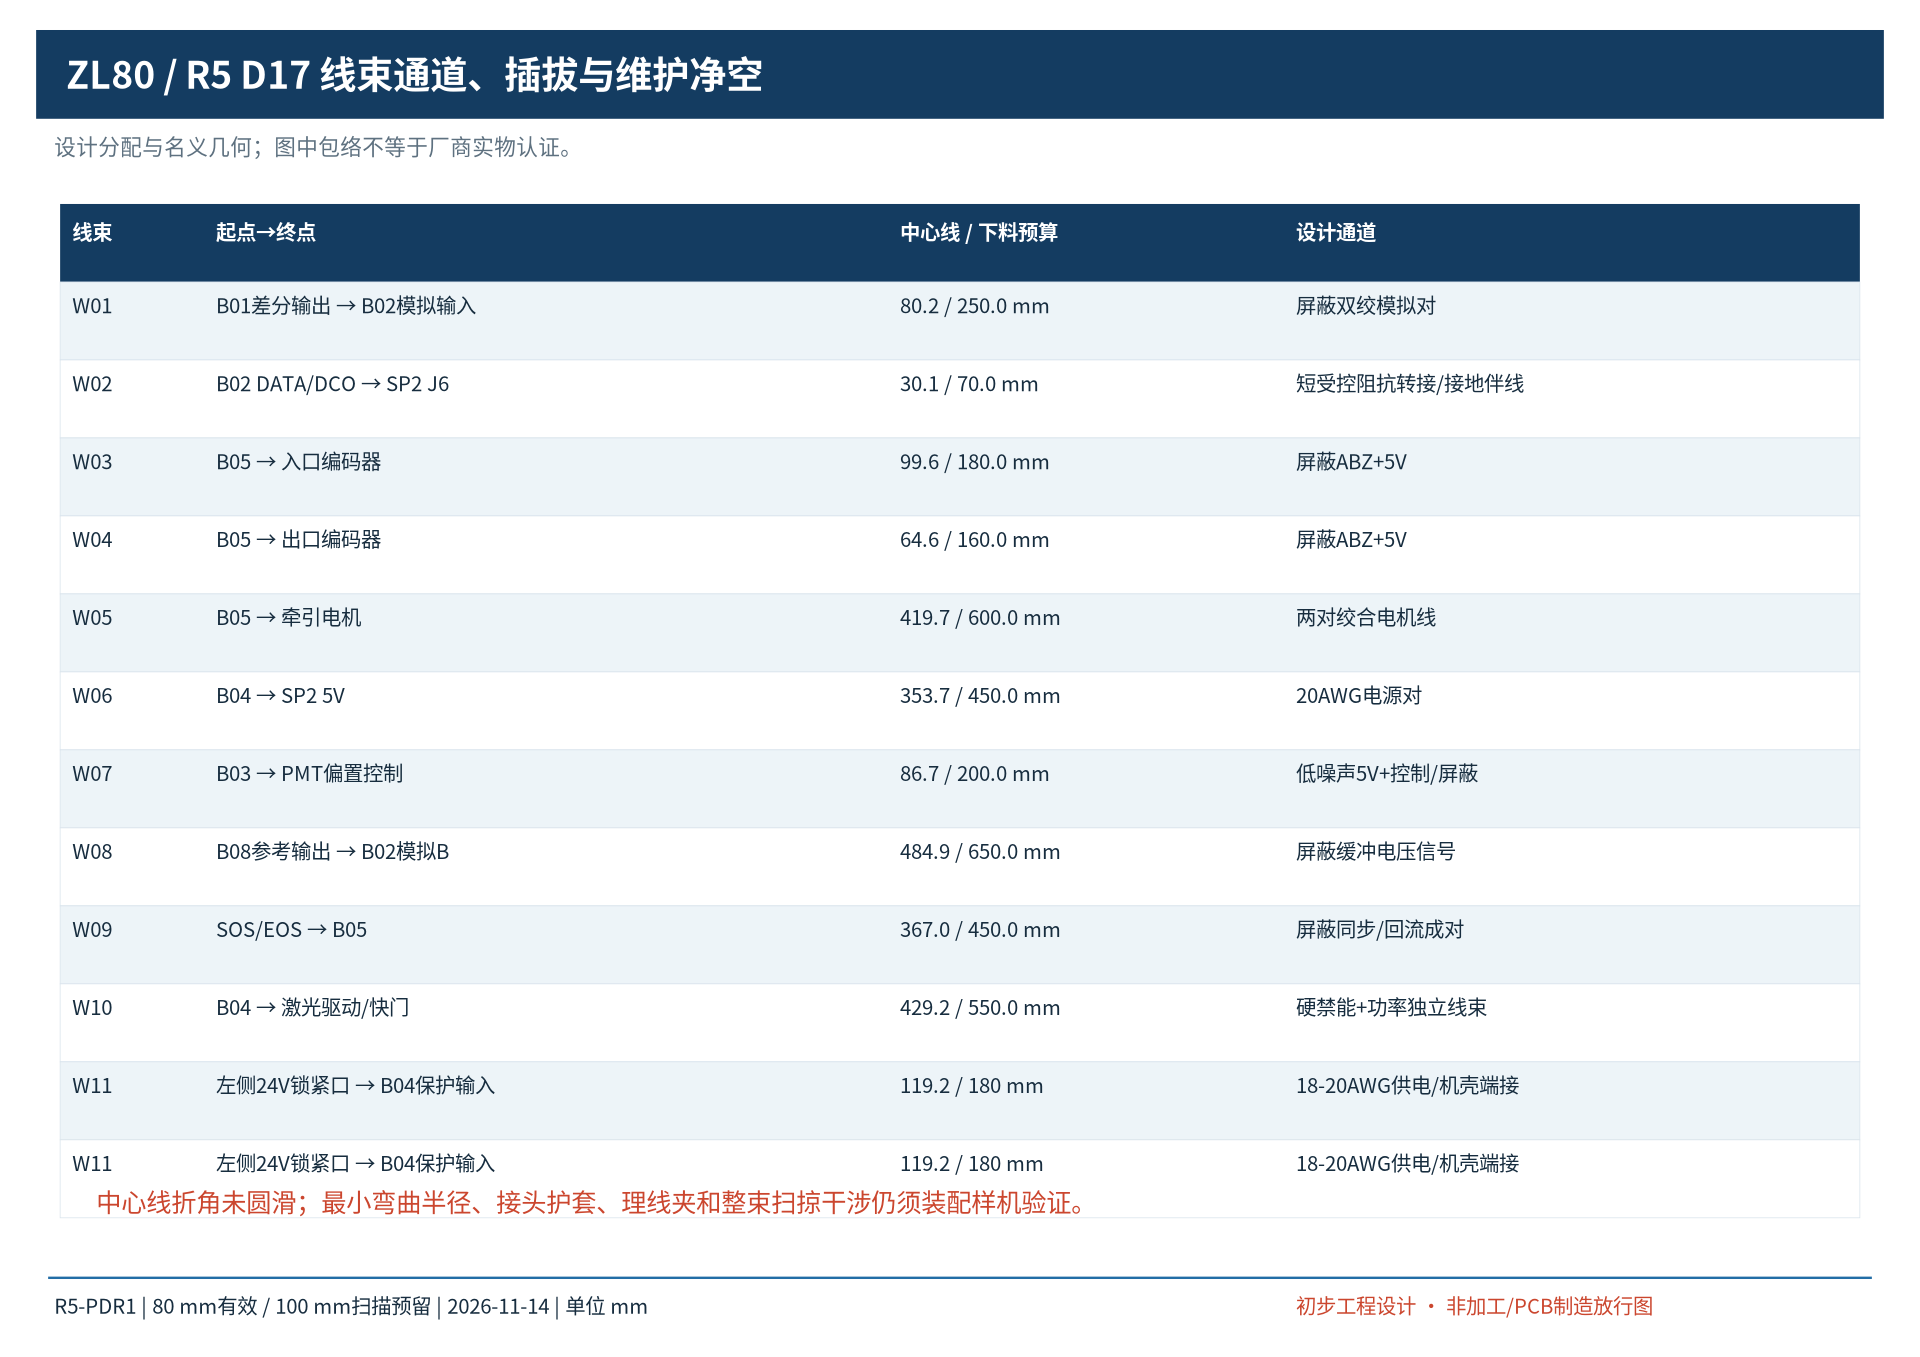 ZL80 / R5 D17 线束通道、插拔与维护净空
设计分配与名义几何；图中包络不等于厂商实物认证。
线束 起点→终点 中心线 / 下料预算 设计通道
W01 B01差分输出 → B02模拟输入 80.2 / 250.0 mm 屏蔽双绞模拟对
W02 B02 DATA/DCO → SP2 J6 30.1 / 70.0 mm 短受控阻抗转接/接地伴线
W03 B05 → 入口编码器 99.6 / 180.0 mm 屏蔽ABZ+5V
W04 B05 → 出口编码器 64.6 / 160.0 mm 屏蔽ABZ+5V
W05 B05 → 牵引电机 419.7 / 600.0 mm 两对绞合电机线
W06 B04 → SP2 5V 353.7 / 450.0 mm 20AWG电源对
W07 B03 → PMT偏置控制 86.7 / 200.0 mm 低噪声5V+控制/屏蔽
W08 B08参考输出 → B02模拟B 484.9 / 650.0 mm 屏蔽缓冲电压信号
W09 SOS/EOS → B05 367.0 / 450.0 mm 屏蔽同步/回流成对
W10 B04 → 激光驱动/快门 429.2 / 550.0 mm 硬禁能+功率独立线束
W11 左侧24V锁紧口 → B04保护输入 119.2 / 180 mm 18-20AWG供电/机壳端接
W11 左侧24V锁紧口 → B04保护输入 119.2 / 180 mm 18-20AWG供电/机壳端接
中心线折角未圆滑；最小弯曲半径、接头护套、理线夹和整束扫掠干涉仍须装配样机验证。
R5-PDR1 | 80 mm有效 / 100 mm扫描预留 | 2026-11-14 | 单位 mm 初步工程设计 · 非加工/PCB制造放行图